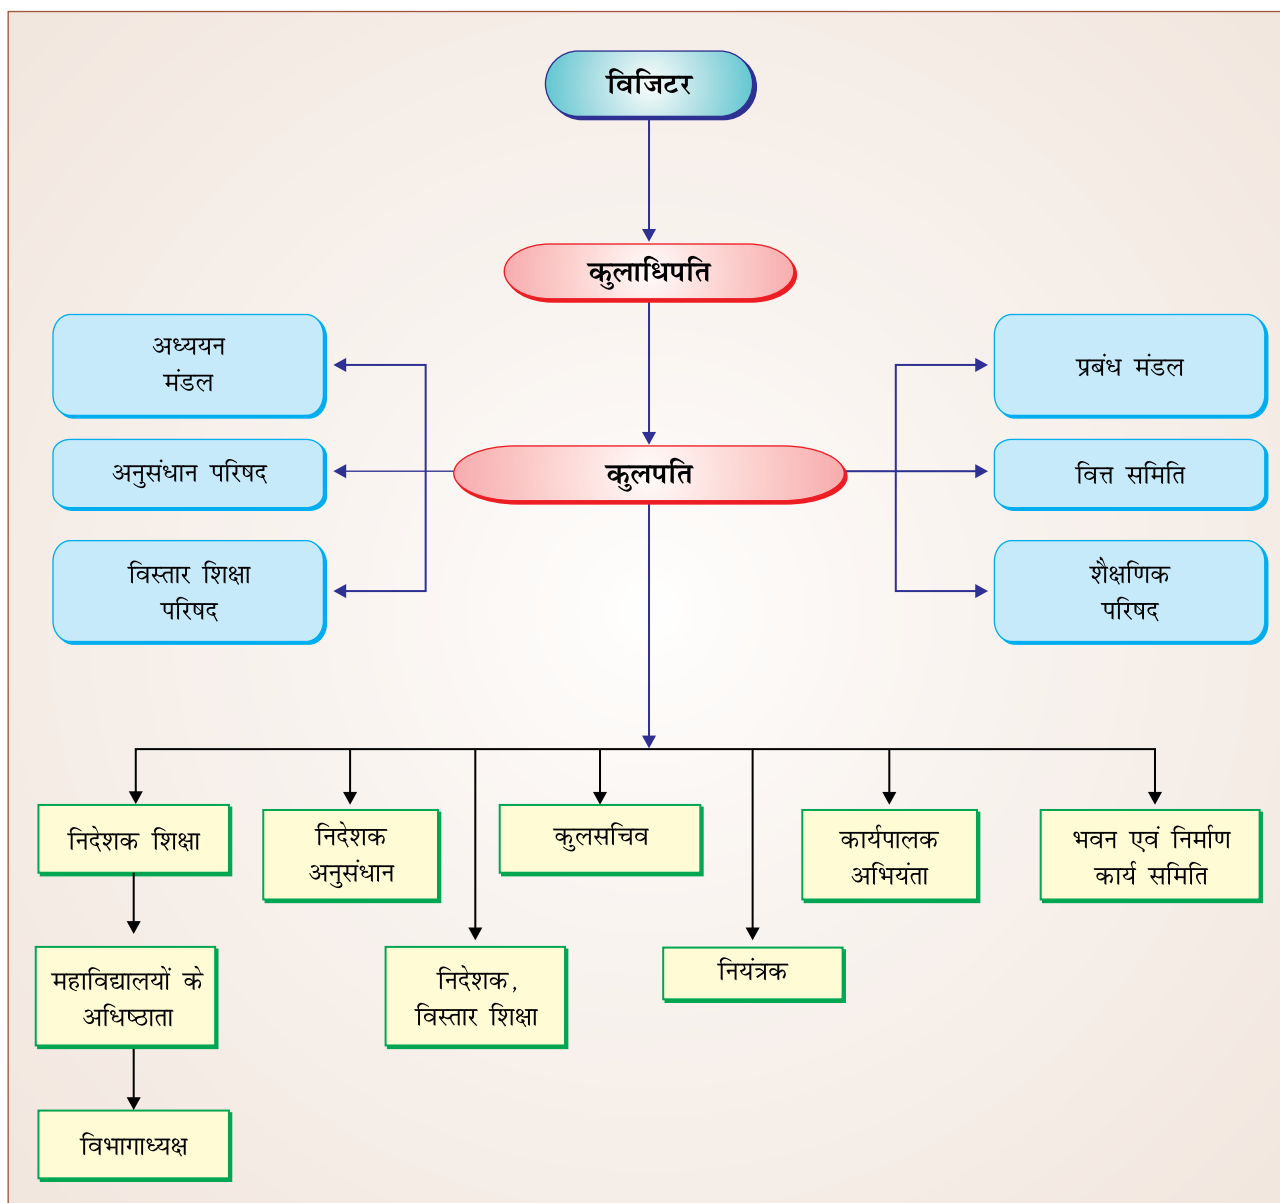 विजिटर
कुलाधिपति
अध्ययन
मंडल
प्रबंध मंडल
अनुसंधान परिषद
कुलपति
वित्त समिति
विस्तार शिक्षा
परिषद
शैक्षणिक
परिषद
निदेशक शिक्षा
निदेशक
अनुसंधान
कुलसचिव
कार्यपालक
अभियंता
भवन एवं निर्माण
कार्य समिति
महाविद्यालयों के
अधिष्ठाता
निदेशक,
विस्तार शिक्षा
नियंत्रक
विभागाध्यक्ष